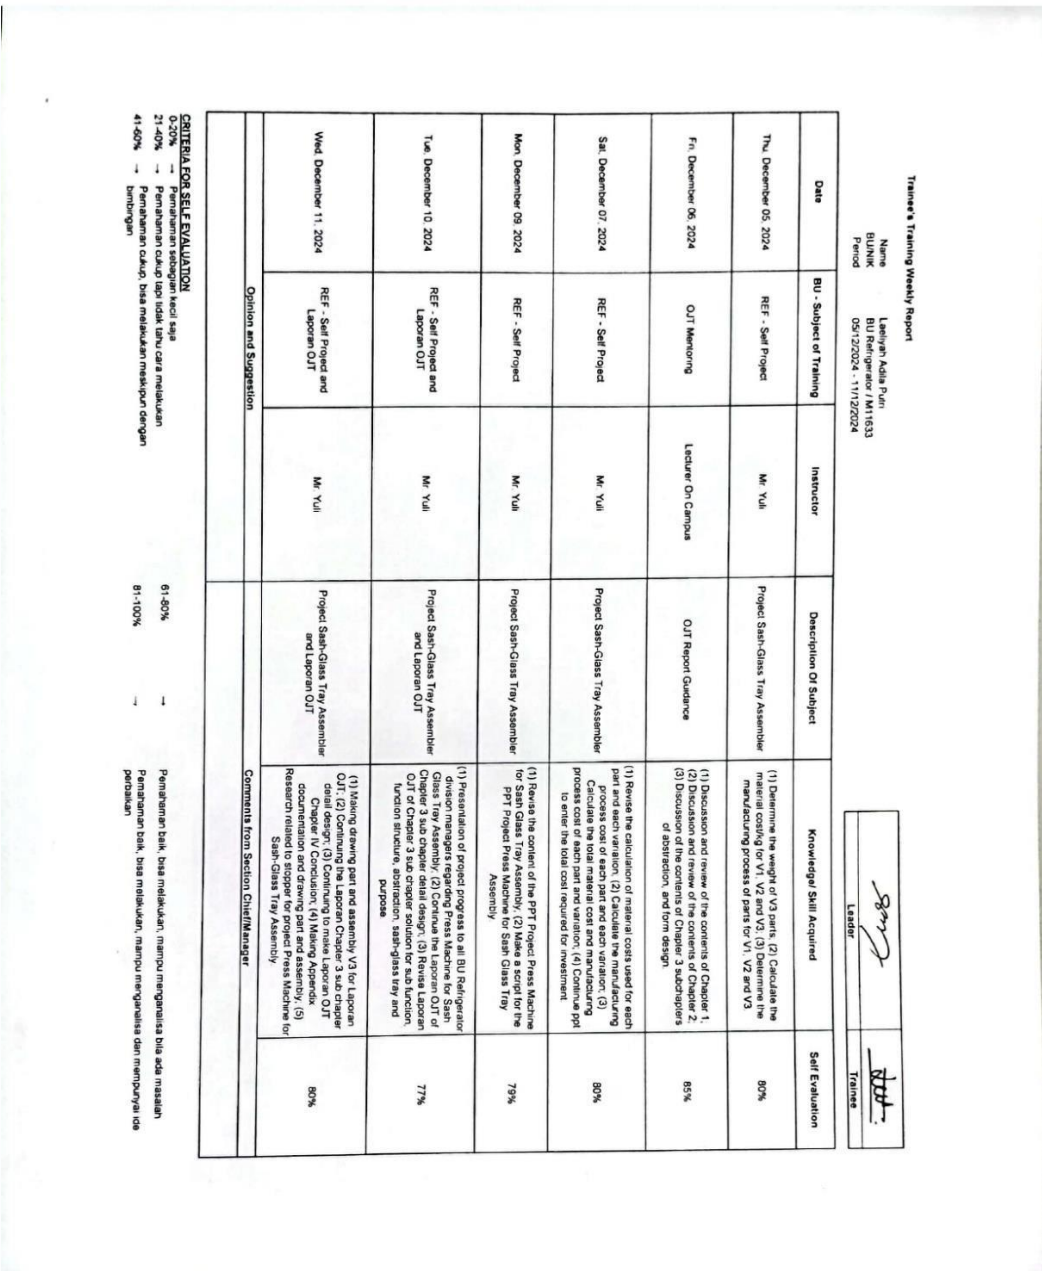 Trainee's Training Weekly Report
Name Laeliyah Adila Putri
BU/NIK BU Refrigerator / M11633
Period 05/12/2024 - 11/12/2024
Leader Trainee
Date BU - Subject of Training Instructor Description Of Subject Knowledge/ Skill Acquired Self Evaluation
Thu, December 05, 2024 REF - Self Project Mr. Yuli Project Sash-Glass Tray Assembler
(1) Determine the weight of V3 parts, (2) Calculate the
material cost/kg for V1, V2 and V3; (3) Determine the
manufacturing process of parts for V1, V2 and V3
80%
Fri, December 06, 2024 OJT Mentoring Lecturer On Campus OJT Report Guidance
(1) Discussion and review of the contents of Chapter 1;
(2) Discussion and review of the contents of Chapter 2;
(3) Discussion of the contents of Chapter 3 subchapters
of abstraction, and form design
85%
Sat, December 07, 2024 REF - Self Project Mr. Yuli Project Sash-Glass Tray Assembler
(1) Revise the calculation of material costs used for each
part and each variation; (2) Calculate the manufacturing
process cost of each part and each variation; (3)
Calculate the total material cost and manufacturing
process cost of each part and variation; (4) Continue ppt
to enter the total cost required for investment
80%
Mon, December 09, 2024 REF - Self Project Mr. Yuli Project Sash-Glass Tray Assembler
(1) Revise the content of the PPT Project Press Machine
for Sash Glass Tray Assembly; (2) Make a script for the
PPT Project Press Machine for Sash Glass Tray
Assembly
79%
Tue, December 10, 2024
REF - Self Project and
Laporan OJT
Mr. Yuli
Project Sash-Glass Tray Assembler
and Laporan OJT
(1) Presentation of project progress to all BU Refrigerator
division managers regarding Press Machine for Sash
Glass Tray Assembly; (2) Continue the Laporan OJT of
Chapter 3 sub chapter detail design; (3) Revise Laporan
OJT of Chapter 3 sub chapter solution for sub function,
function structure, abstraction, sash-glass tray and
purpose
77%
Wed, December 11, 2024
REF - Self Project and
Laporan OJT
Mr. Yuli
Project Sash-Glass Tray Assembler
and Laporan OJT
(1) Making drawing part and assembly V3 for Laporan
OJT; (2) Continuing the Laporan Chapter 3 sub chapter
detail design; (3) Continuing to make Laporan OJT
Chapter IV Conclusion; (4) Making Appendix
documentation and drawing part and assembly; (5)
Research related to stopper for project Press Machine for
Sash-Glass Tray Assembly
80%
Opinion and Suggestion Comments from Section Chief/Manager
CRITERIA FOR SELF EVALUATION
0-20% → Pemahaman sebagian kecil saja
21-40% → Pemahaman cukup tapi tidak tahu cara melakukan
41-60% → Pemahaman cukup, bisa melakukan meskipun dengan
bimbingan
61-80% → Pemahaman baik, bisa melakukan, mampu menganalisa bila ada masalah
81-100% → Pemahaman baik, bisa melakukan, mampu menganalisa dan mempunyai ide
perbaikan